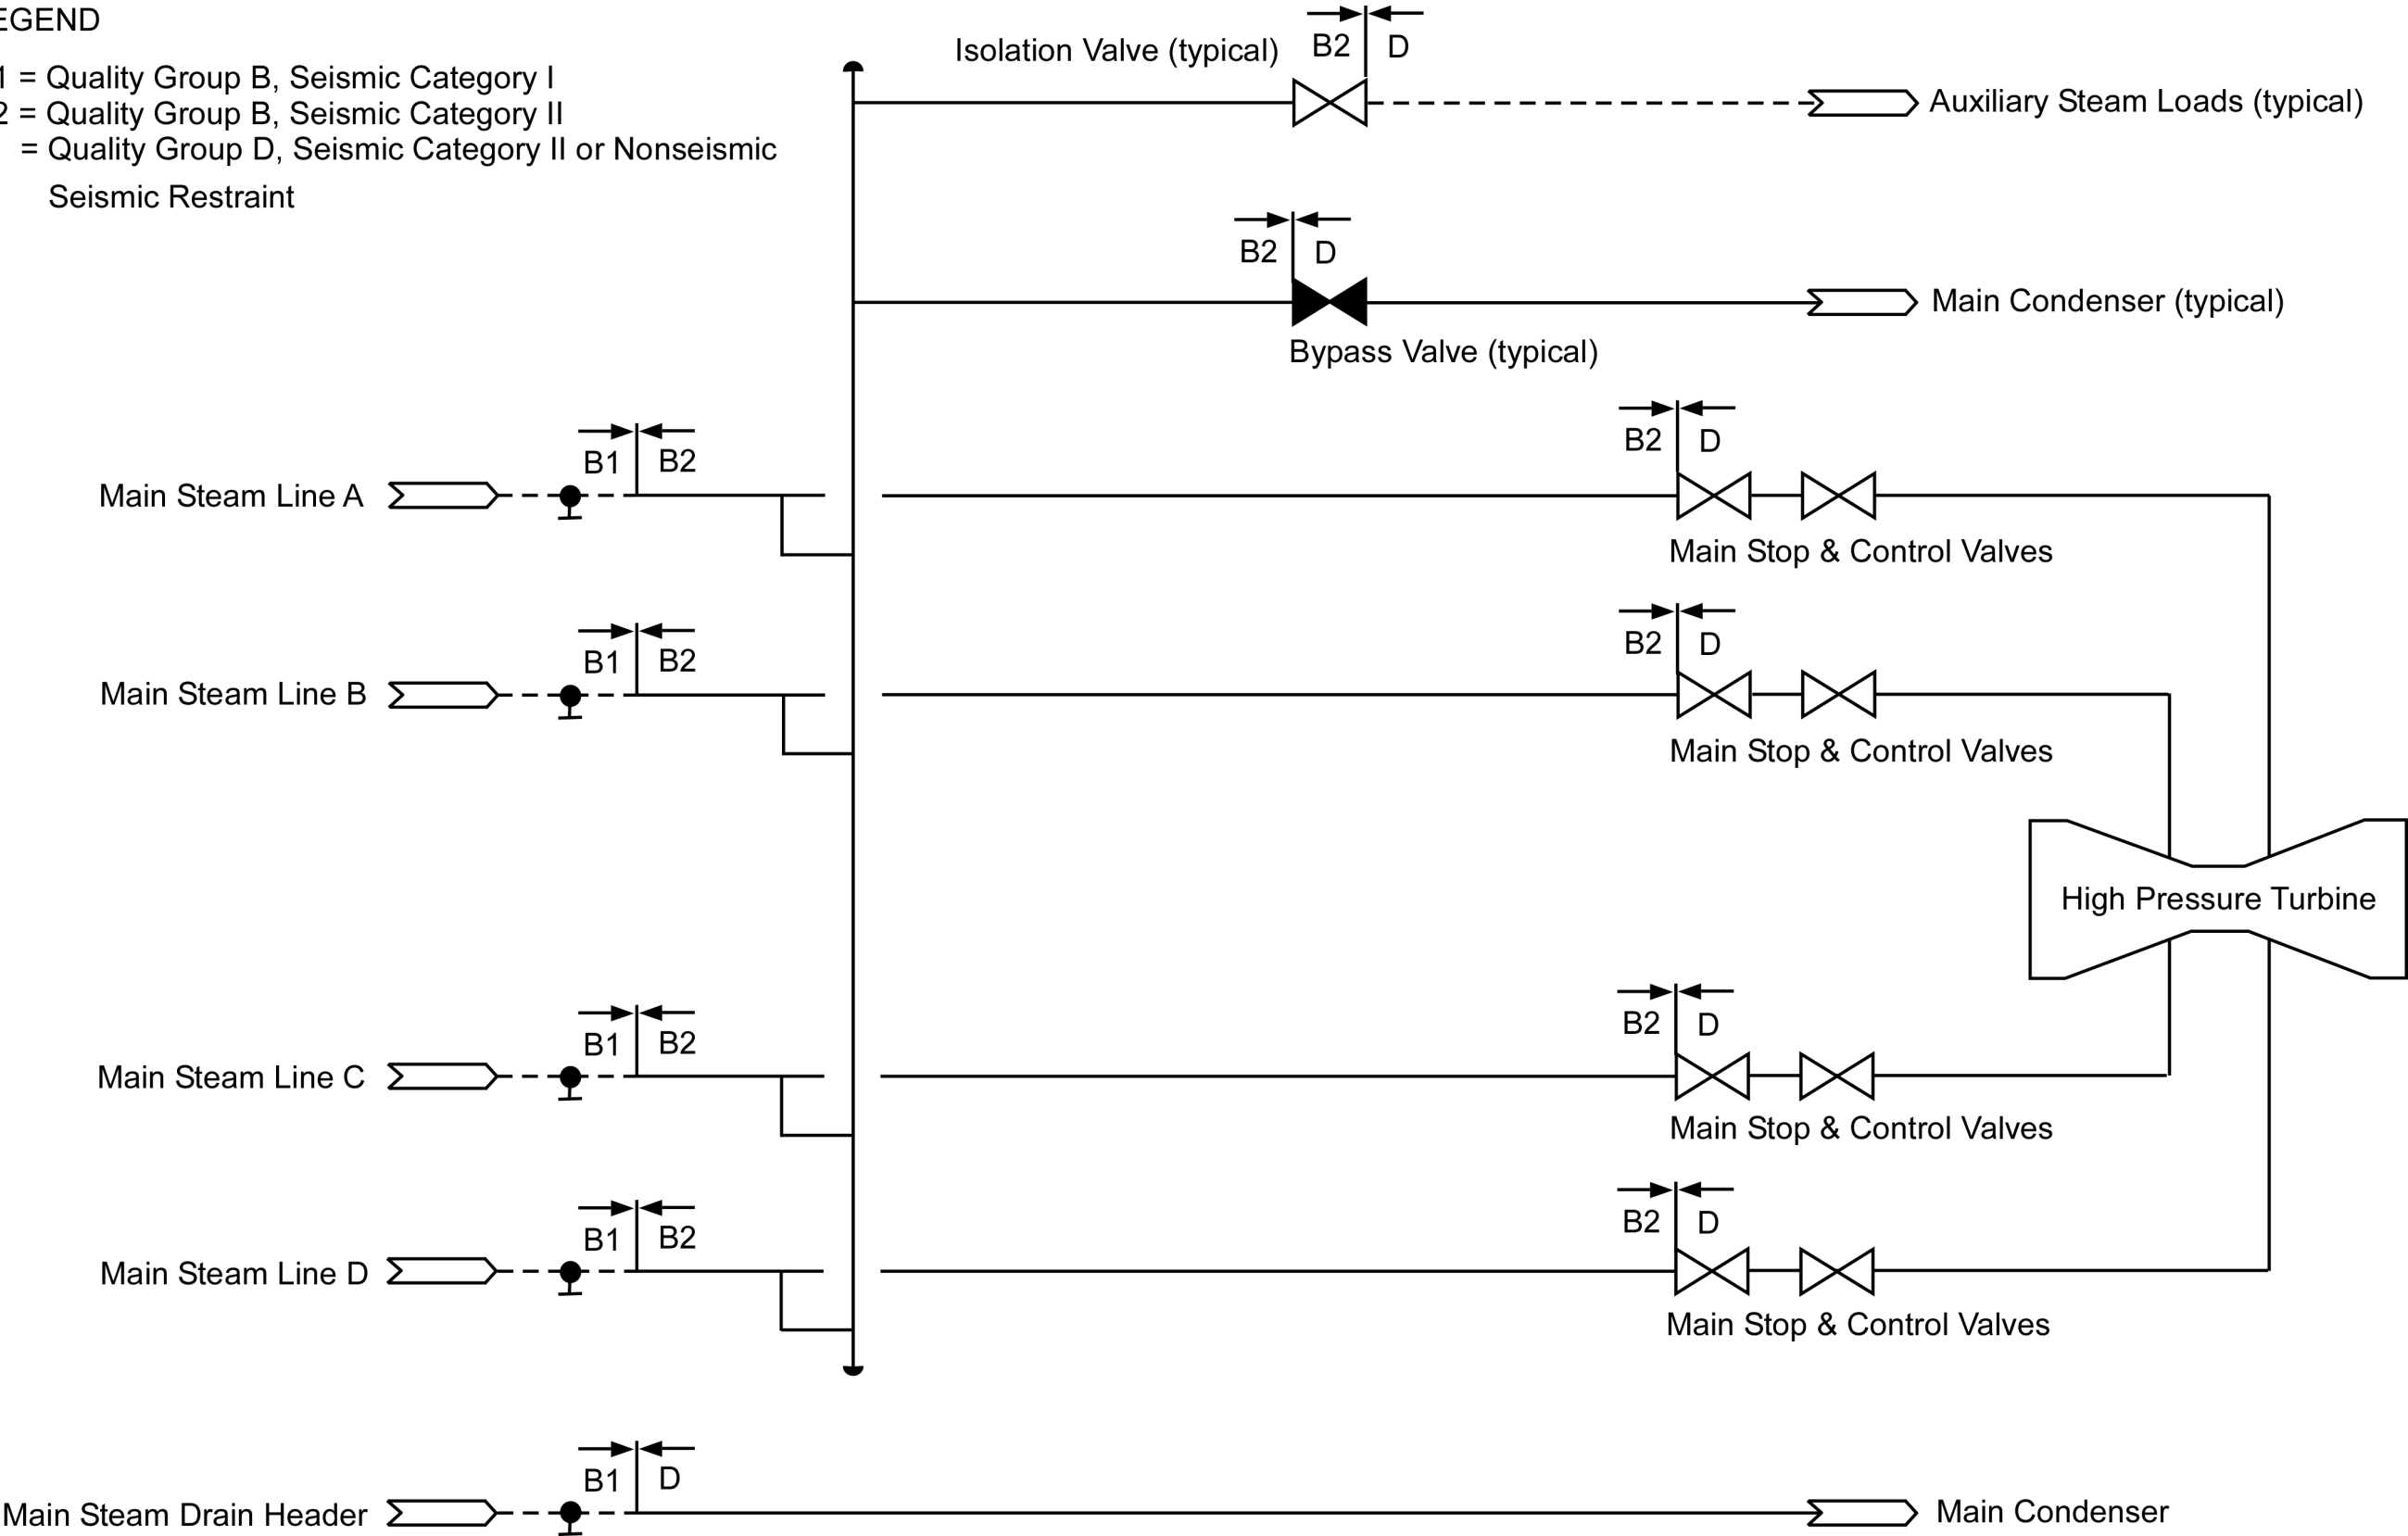 EGEND
1 = Quality Group B, Seismic Category I
2 = Quality Group B, Seismic Category II
= Quality Group D, Seismic Category II or Nonseismic
Seismic Restraint
Isolation Valve (typical)
B2 D
Auxiliary Steam Loads (typical)
B2 D
Main Condenser (typical)
Bypass Valve (typical)
B1 B2
B2 D
Main Steam Line A
Main Stop & Control Valves
B1 B2
B2 D
Main Steam Line B
Main Stop & Control Valves
High Pressure Turbine
B1 B2
B2 D
Main Steam Line C
Main Stop & Control Valves
B1 B2
B2 D
Main Steam Line D
Main Stop & Control Valves
B1 D
Main Steam Drain Header
Main Condenser